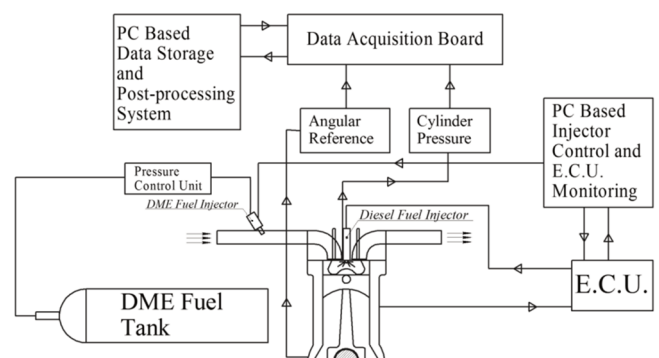 PC Based
Data Storage
and
Post-processing
System
Data Acquisition Board
Angular
Reference
Cylinder
Pressure
PC Based
Injector
Control and
E.C.U.
Monitoring
Pressure
Control Unit
DME Fuel Injector
Diesel Fuel Injector
E.C.U.
DME Fuel
Tank